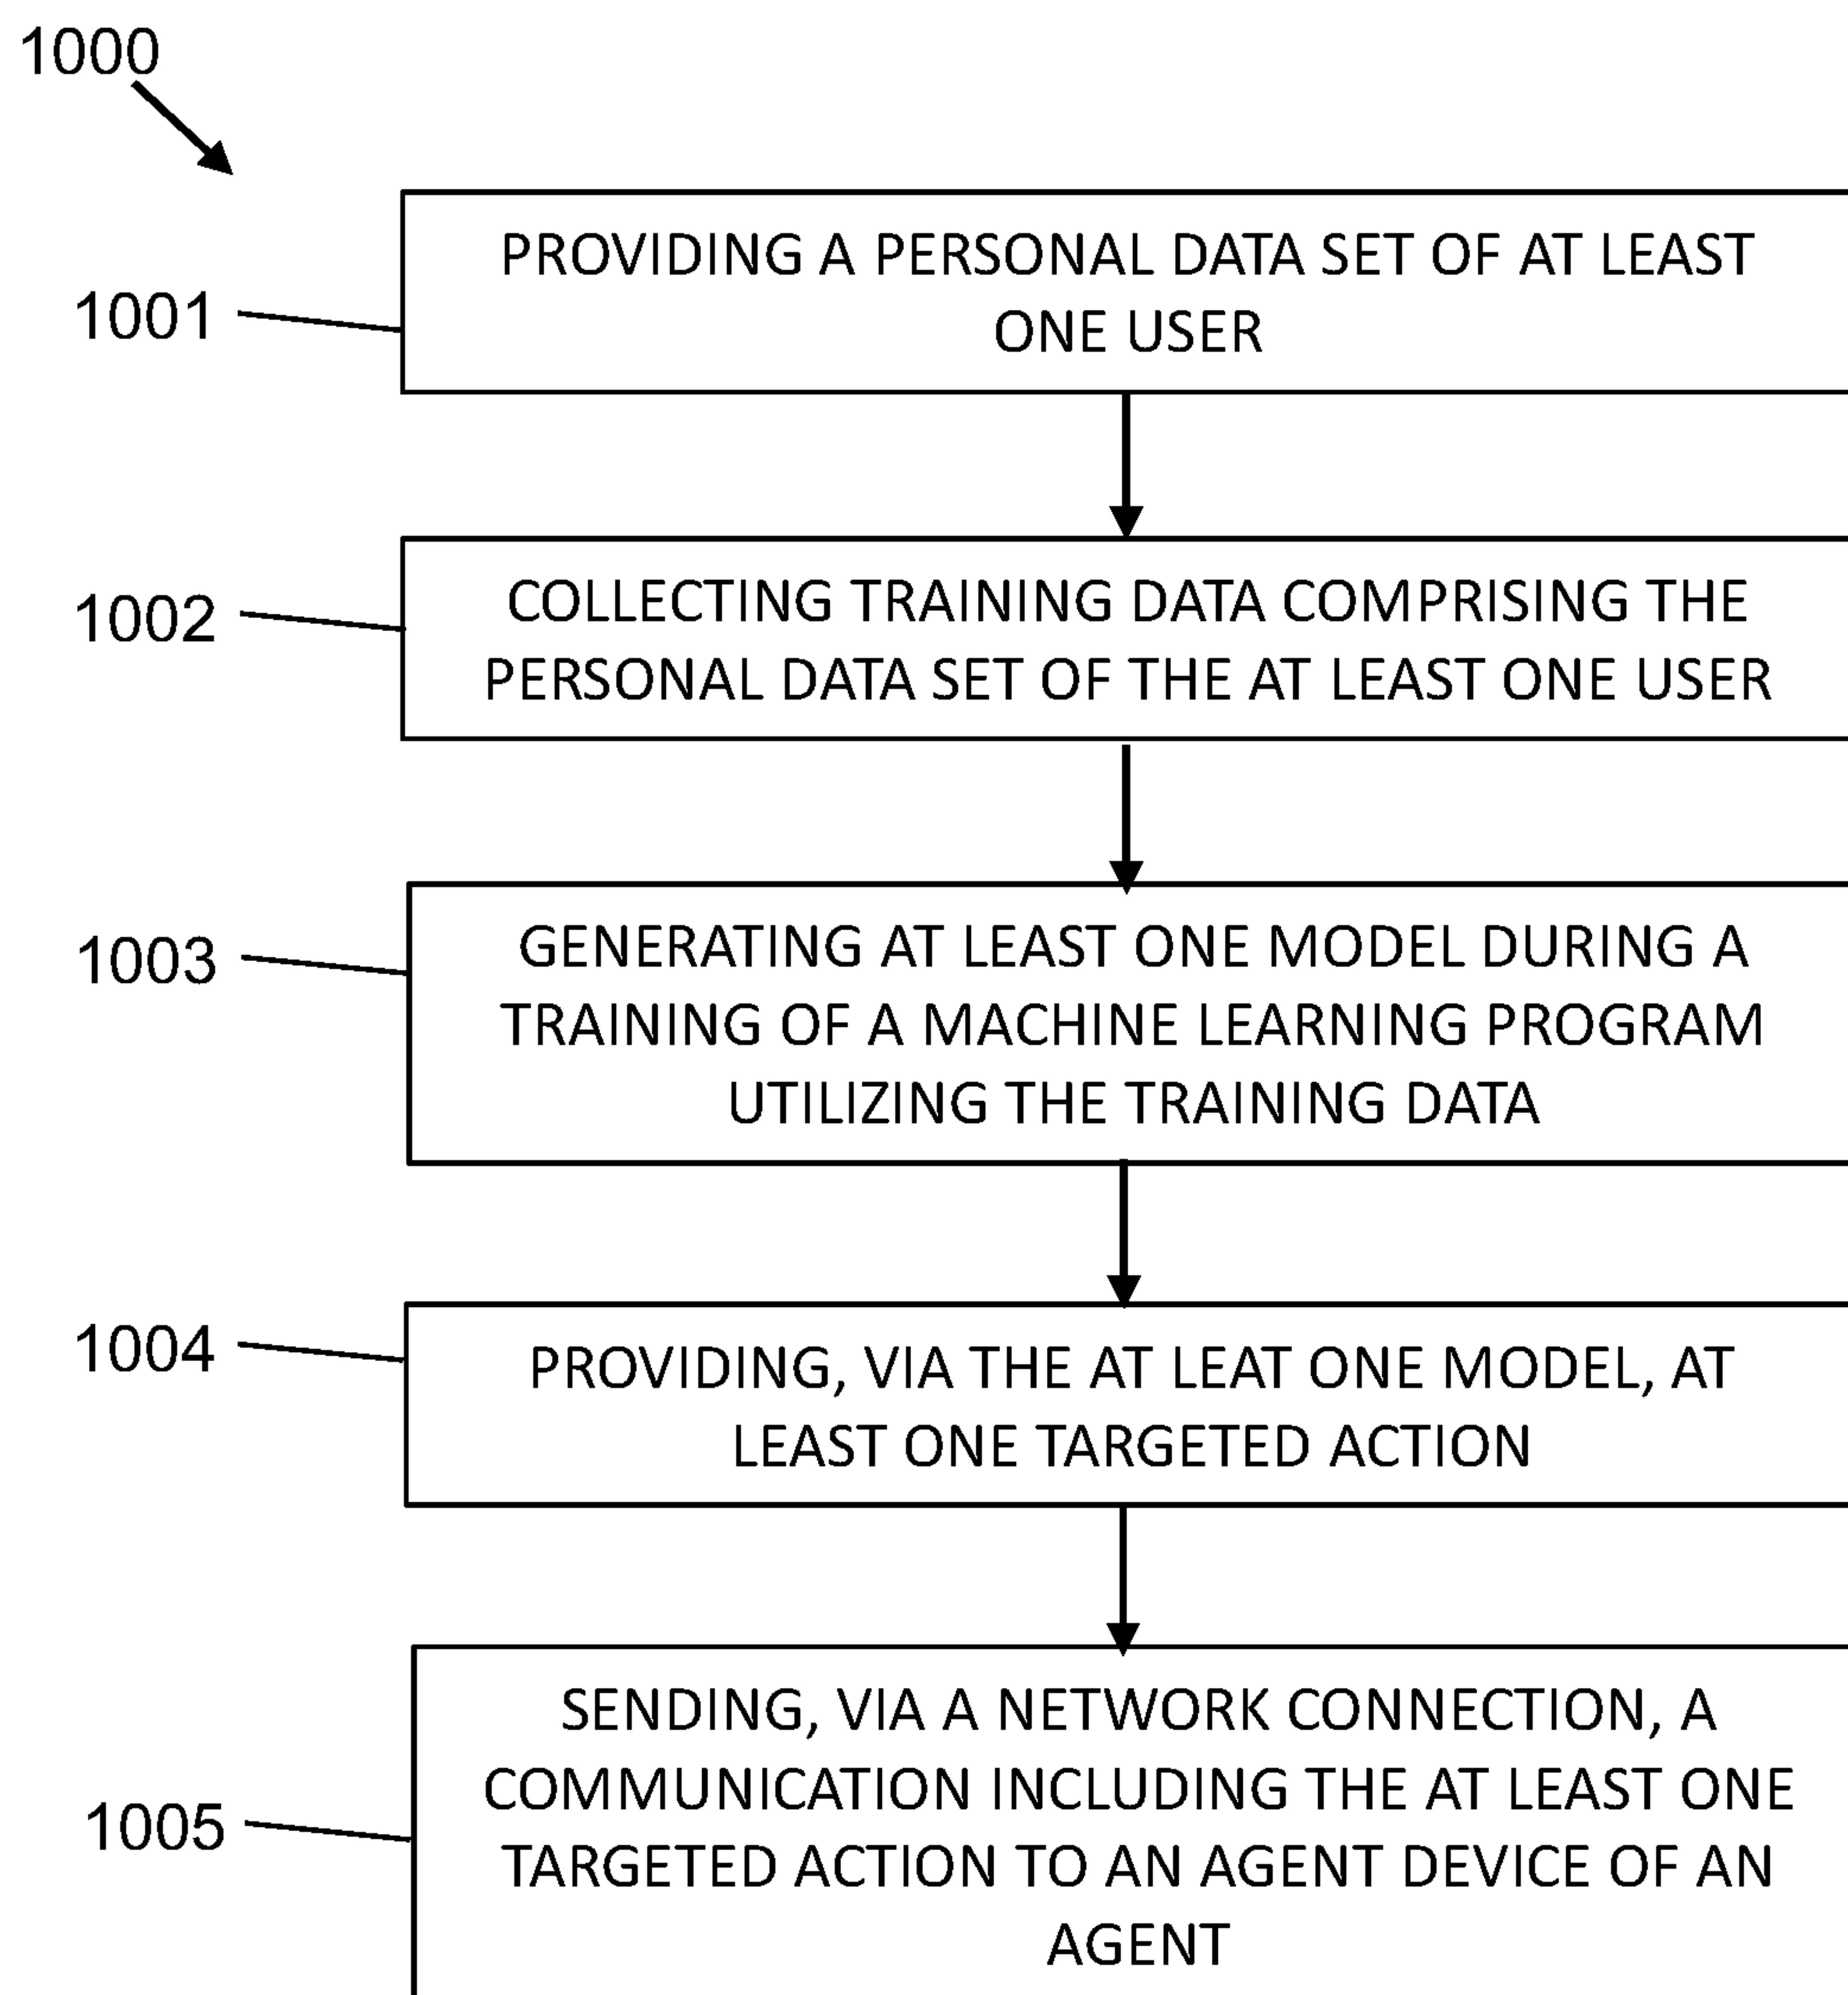 1000
PROVIDING A PERSONAL DATA SET OF AT LEAST
ONE USER
1001
COLLECTING TRAINING DATA COMPRISING THE
PERSONAL DATA SET OF THE AT LEAST ONE USER
1002
GENERATING AT LEAST ONE MODEL DURING A
TRAINING OF A MACHINE LEARNING PROGRAM
UTILIZING THE TRAINING DATA
1003
PROVIDING, VIA THE AT LEAT ONE MODEL, AT
LEAST ONE TARGETED ACTION
1004
SENDING, VIA A NETWORK CONNECTION, A
COMMUNICATION INCLUDING THE AT LEAST ONE
TARGETED ACTION TO AN AGENT DEVICE OF AN
AGENT
1005